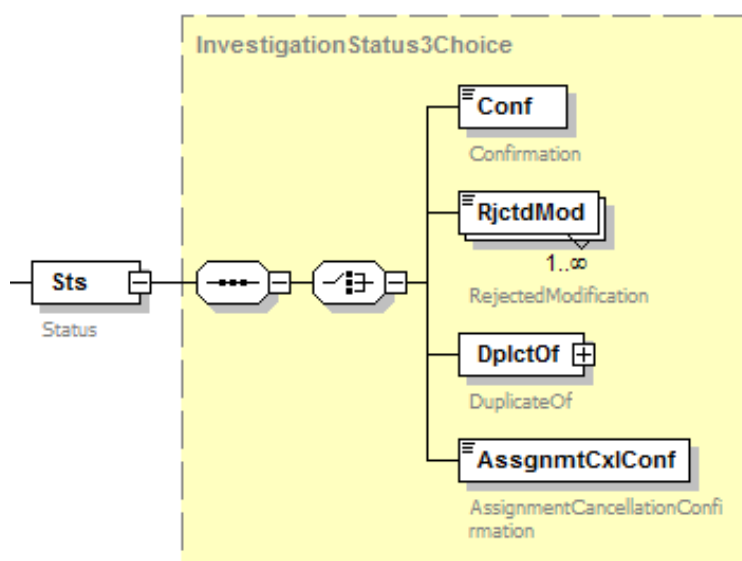 InvestigationStatus3Choice
Conf
Confirmation
RjctdMod
1..∞
RejectedModification
Sts
Status
DplctOf
DuplicateOf
AssgnmtCxlConf
AssignmentCancellationConfi
rmation